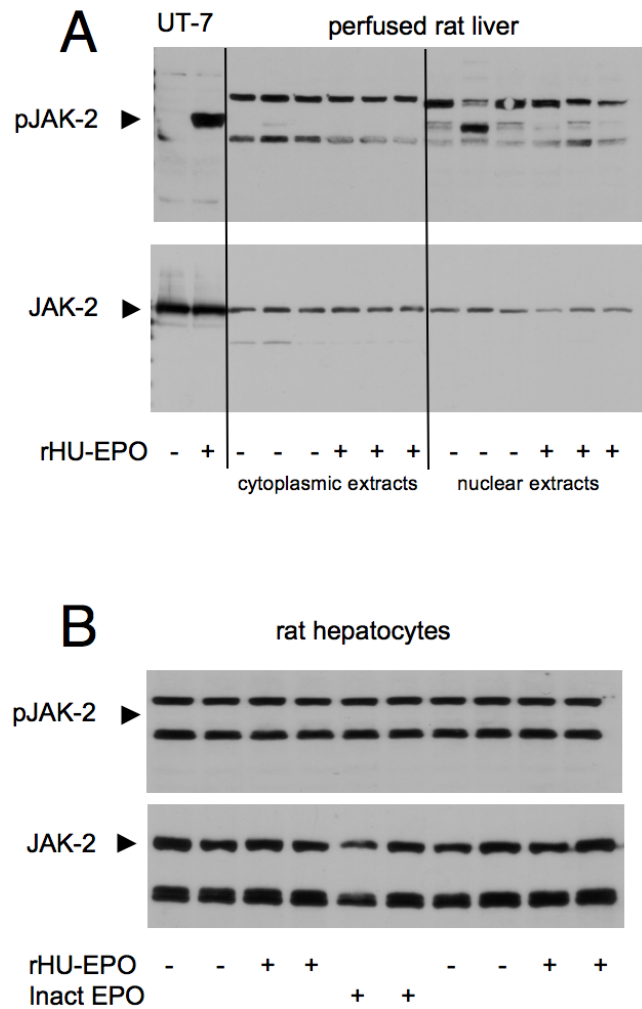 A
UT-7
perfused rat liver
pJAK-2
JAK-2
rHU-EPO - + - - - + + + - - - + + +
cytoplasmic extracts nuclear extracts
B
rat hepatocytes
pJAK-2
JAK-2
rHU-EPO - - + + - - + +
Inact EPO + +